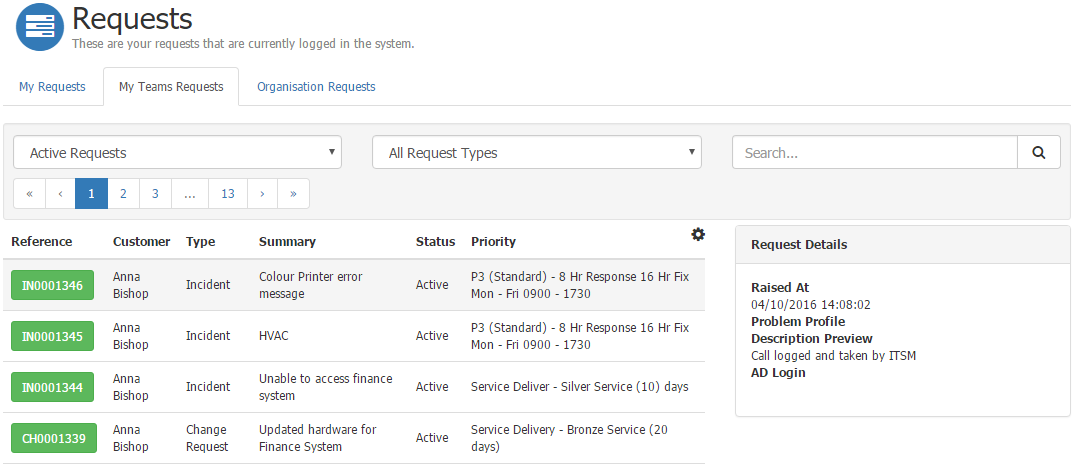 Requests
These are your requests that are currently logged in the system.
My Requests
My Teams Requests
Organisation Requests
Active Requests
All Request Types
Search...
« ‹ 1 2 3 ... 13 › »
Reference Customer Type Summary Status Priority
IN0001346
Anna
Bishop
Incident
Colour Printer error
message
Active
P3 (Standard) - 8 Hr Response 16 Hr Fix
Mon - Fri 0900 - 1730
IN0001345
Anna
Bishop
Incident
HVAC
Active
P3 (Standard) - 8 Hr Response 16 Hr Fix
Mon - Fri 0900 - 1730
IN0001344
Anna
Bishop
Incident
Unable to access finance
system
Active
Service Deliver - Silver Service (10) days
CH0001339
Anna
Bishop
Change
Request
Updated hardware for
Finance System
Active
Service Delivery - Bronze Service (20
days)
Request Details
Raised At
04/10/2016 14:08:02
Problem Profile
Description Preview
Call logged and taken by ITSM
AD Login